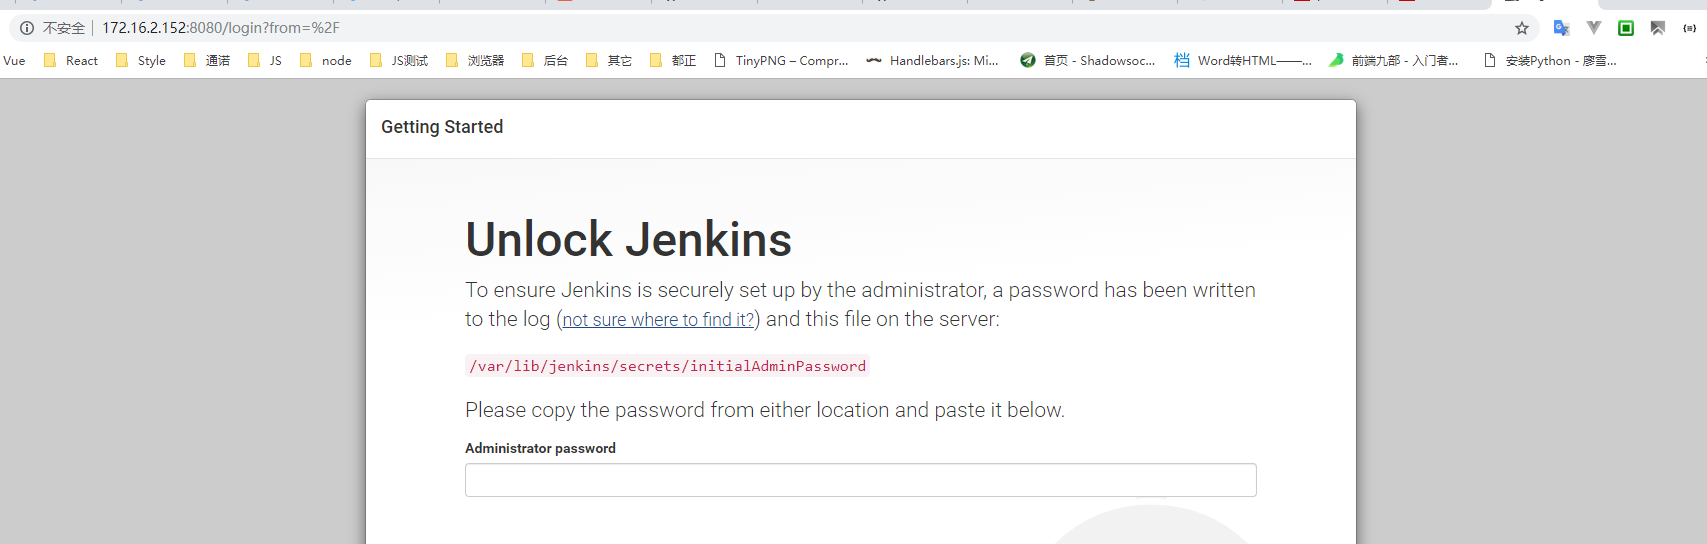 不安全 | 172.16.2.152:8080/login?from=%2F
Vue React Style 通诺 JS node JS测试 浏览器 后台 其它 都正 TinyPNG – Compr... Handlebars.js: Mi... 首页 - Shadowsoc... 档 Word转HTML——... 前端九部 - 入门者... 安装Python - 廖雪...
Getting Started
Unlock Jenkins
To ensure Jenkins is securely set up by the administrator, a password has been written
to the log (not sure where to find it?) and this file on the server:
/var/lib/jenkins/secrets/initialAdminPassword
Please copy the password from either location and paste it below.
Administrator password